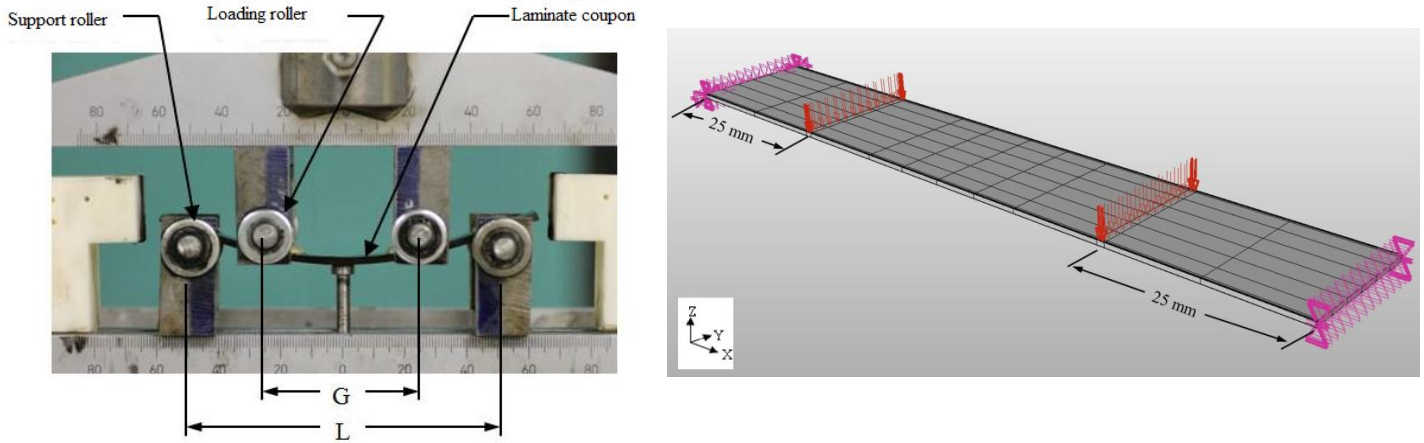 Support roller
Loading roller
Laminate coupon
80 60 40 20 20 40 60 80
80 60 40 20 0 20 40 60 80
G
L
25 mm
25 mm
Z
Y
X